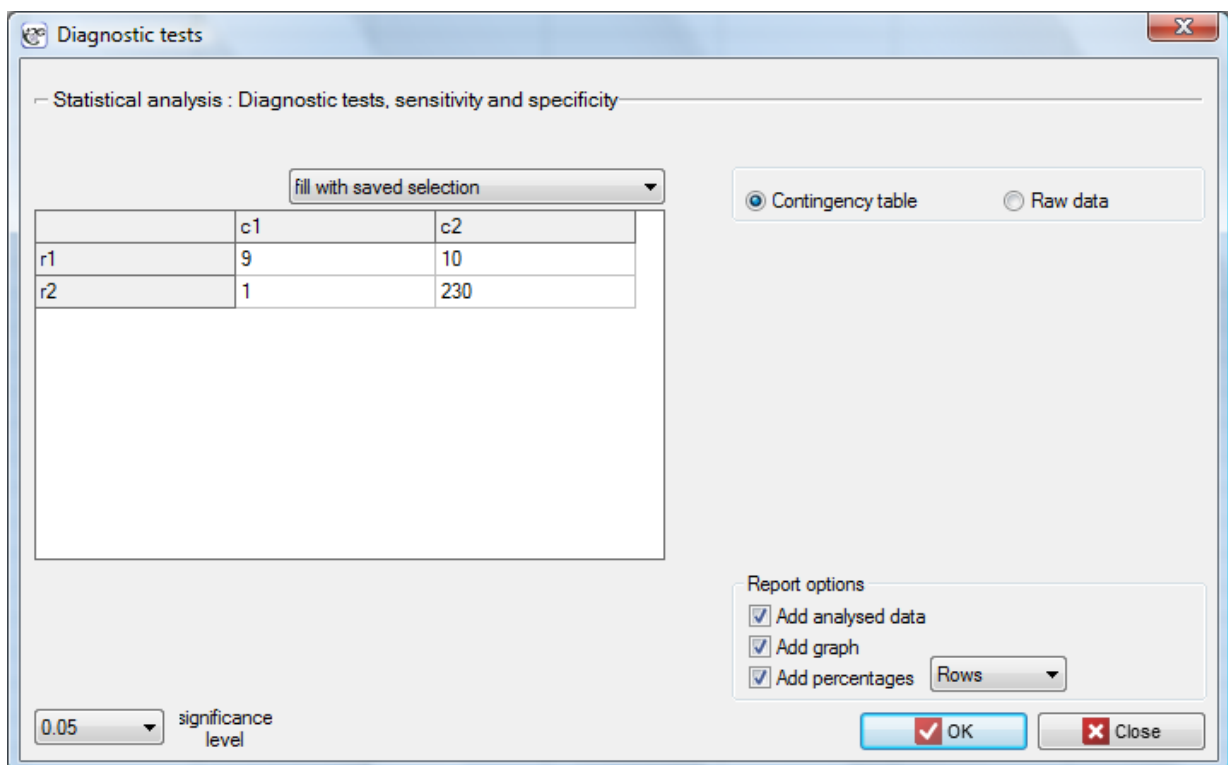 Diagnostic tests
Statistical analysis : Diagnostic tests, sensitivity and specificity
fill with saved selection
Contingency table Raw data
c1 c2
r1 9 10
r2 1 230
Report options
Add analysed data
Add graph
Add percentages Rows
0.05 significance
level
OK Close